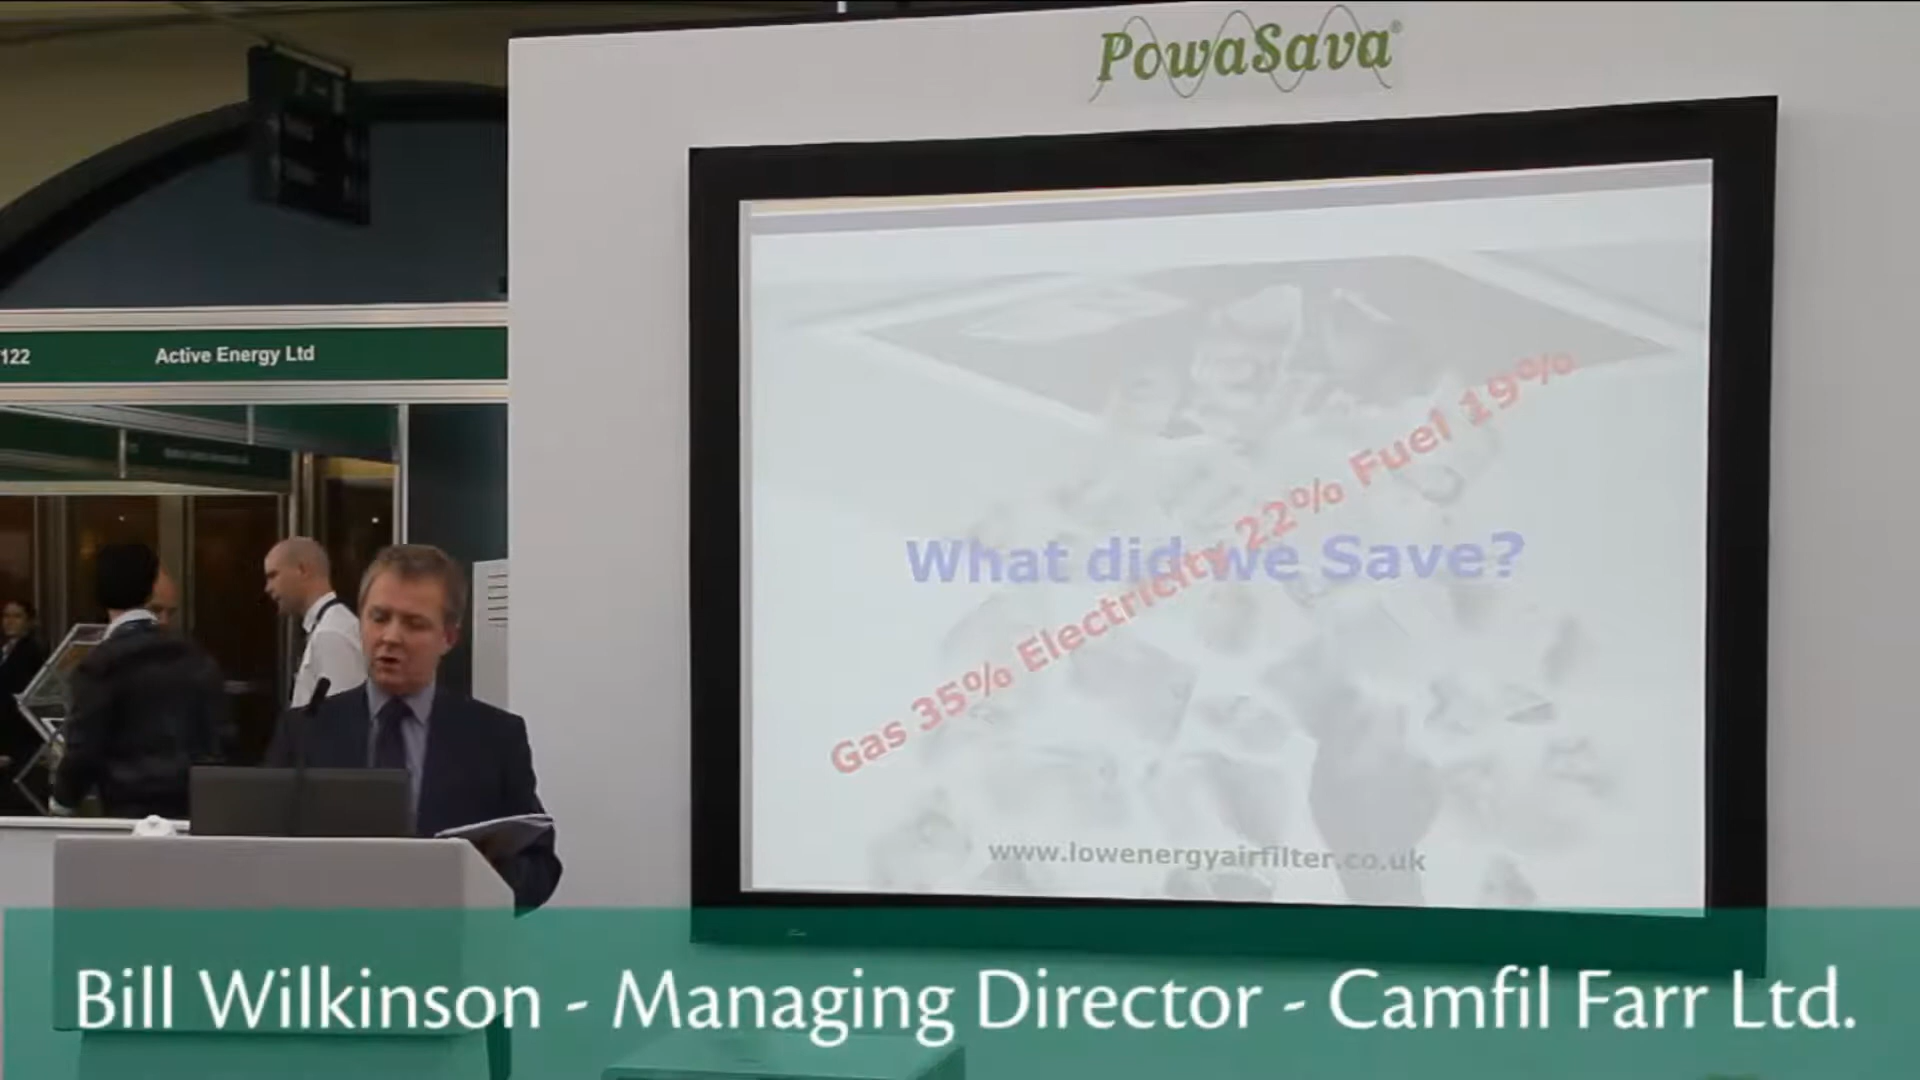 PowaSava®
122
Active Energy Ltd
Gas 35% Electricity 22% Fuel 19%
What did we Save?
www.lowenergyairfilter.co.uk
Bill Wilkinson - Managing Director - Camfil Farr Ltd.